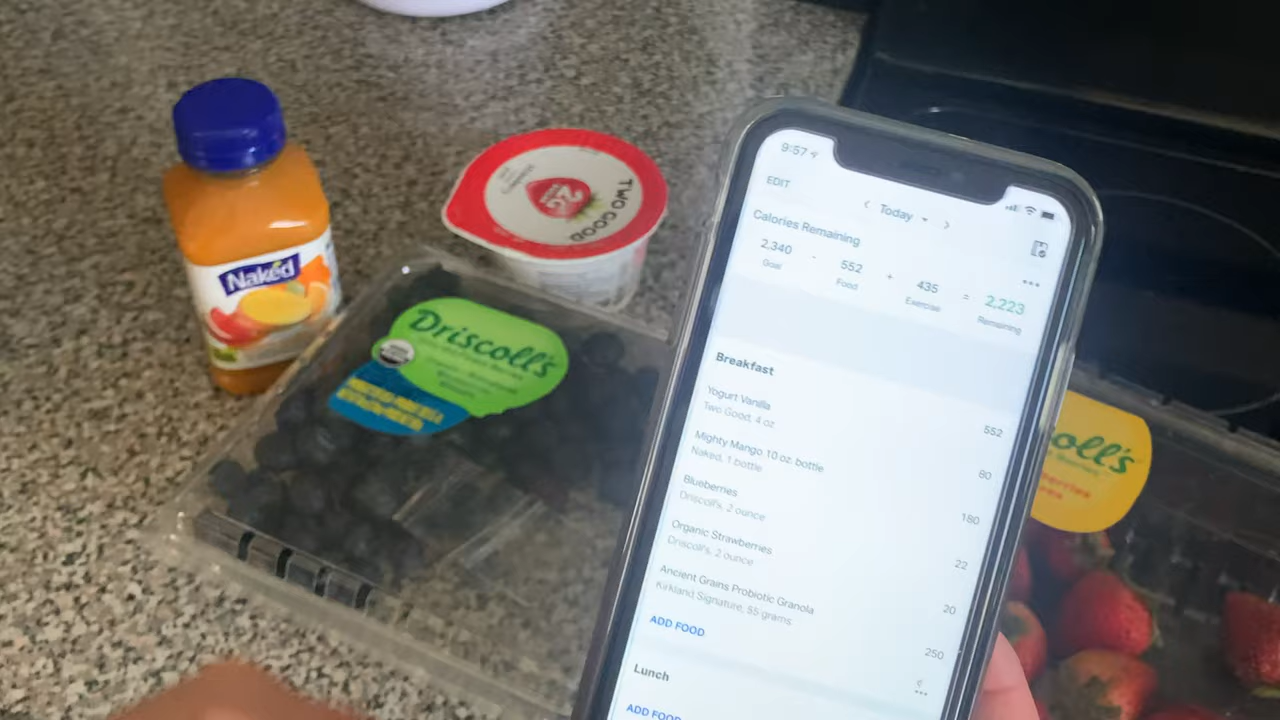 Naked
TWO GOOD
2G
Driscoll's
9:57
EDIT
Today
Calories Remaining
2,340 - 552 + 435 = 2,223
Goal Food Exercise Remaining
Breakfast 552
Yogurt Vanilla 80
Two Good, 4 oz
Mighty Mango 10 oz. bottle 180
Naked, 1 bottle
Blueberries 22
Driscoll's, 2 ounce
Organic Strawberries 20
Driscoll's, 2 ounce
Ancient Grains Probiotic Granola 250
Kirkland Signature, 55 grams
ADD FOOD
Lunch
ADD FOOD
coll's